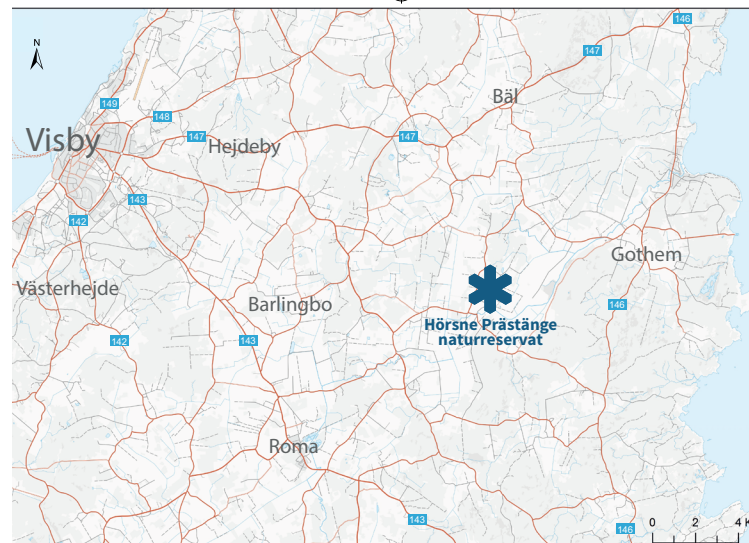 N
146
147
149
Bäl
148
Visby
147
Hejdeby
147
143
142
Gothem
Västerhejde
Barlingbo
146
Hörsne Prästänge
naturreservat
142
143
Roma
143
146
0 2 4 K